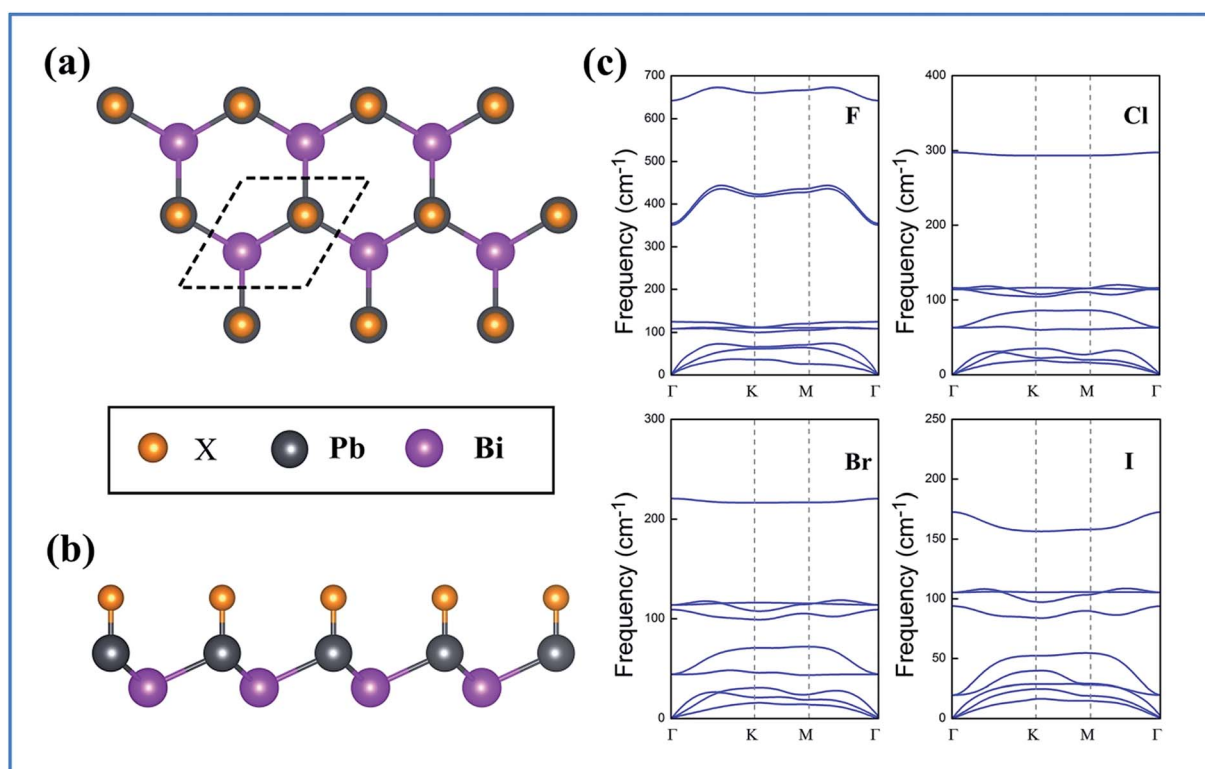 (a)
X Pb Bi
(b)
(c)
700
600
500
400
300
200
100
0
Frequency (cm⁻¹)
Γ K M Γ
F
400
300
200
100
0
Frequency (cm⁻¹)
Γ K M Γ
Cl
300
200
100
0
Frequency (cm⁻¹)
Γ K M Γ
Br
250
200
150
100
50
0
Frequency (cm⁻¹)
Γ K M Γ
I